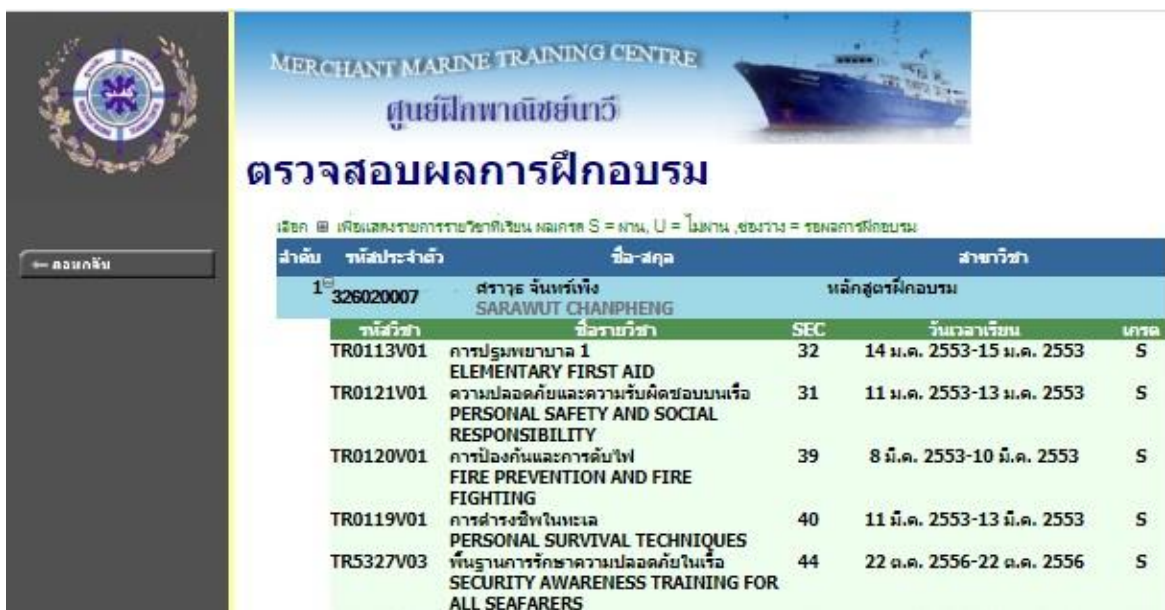 MERCHANT MARINE TRAINING CENTRE
ศูนย์ฝึกพาณิชย์นาวี
ตรวจสอบผลการฝึกอบรม
เลือก เพื่อแสดงรายการรายวิชาที่เรียน ผลเกรด S = ผ่าน, U = ไม่ผ่าน ,ช่องว่าง = รอผลการฝึกอบรม
← ตอบกลับ
ลำดับ รหัสประจำตัว ชื่อ-สกุล สาขาวิชา
1 326020007 ศราวุธ จันทร์เพ็ง หลักสูตรฝึกอบรม
SARAWUT CHANPHENG
รหัสวิชา ชื่อรายวิชา SEC วันเวลาเรียน เกรด
TR0113V01 การปฐมพยาบาล 1 32 14 ม.ค. 2553-15 ม.ค. 2553 S
ELEMENTARY FIRST AID
TR0121V01 ความปลอดภัยและความรับผิดชอบบนเรือ 31 11 ม.ค. 2553-13 ม.ค. 2553 S
PERSONAL SAFETY AND SOCIAL
RESPONSIBILITY
TR0120V01 การป้องกันและการดับไฟ 39 8 มี.ค. 2553-10 มี.ค. 2553 S
FIRE PREVENTION AND FIRE
FIGHTING
TR0119V01 การดำรงชีพในทะเล 40 11 มี.ค. 2553-13 มี.ค. 2553 S
PERSONAL SURVIVAL TECHNIQUES
TR5327V03 พื้นฐานการรักษาความปลอดภัยในเรือ 44 22 ต.ค. 2556-22 ต.ค. 2556 S
SECURITY AWARENESS TRAINING FOR
ALL SEAFARERS